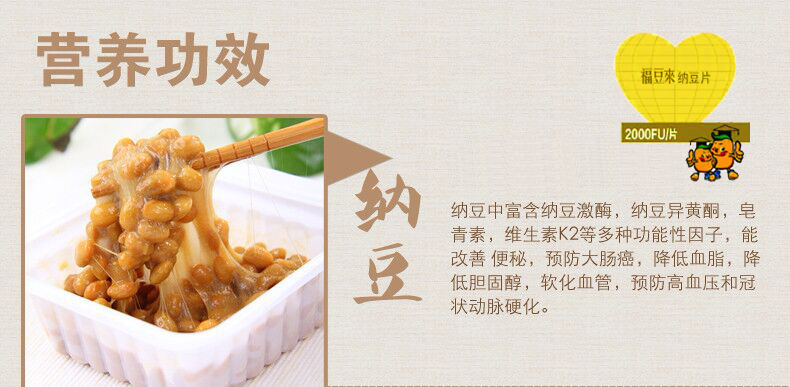 营养功效
福豆來 纳豆片
2000FU/片
纳豆
纳豆中富含纳豆激酶，纳豆异黄酮，皂
青素，维生素K2等多种功能性因子，能
改善 便秘，预防大肠癌，降低血脂，降
低胆固醇，软化血管，预防高血压和冠
状动脉硬化。